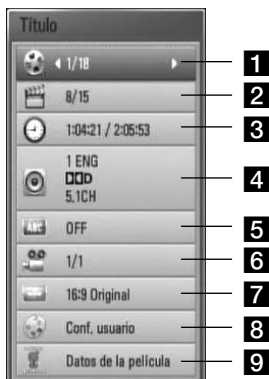 Título
1/18 1
8/15 2
1:04:21 / 2:05:53 3
1 ENG
DD D 4
5.1CH
ABC OFF 5
1/1 6
16:9 Original 7
Conf. usuario 8
Datos de la película 9